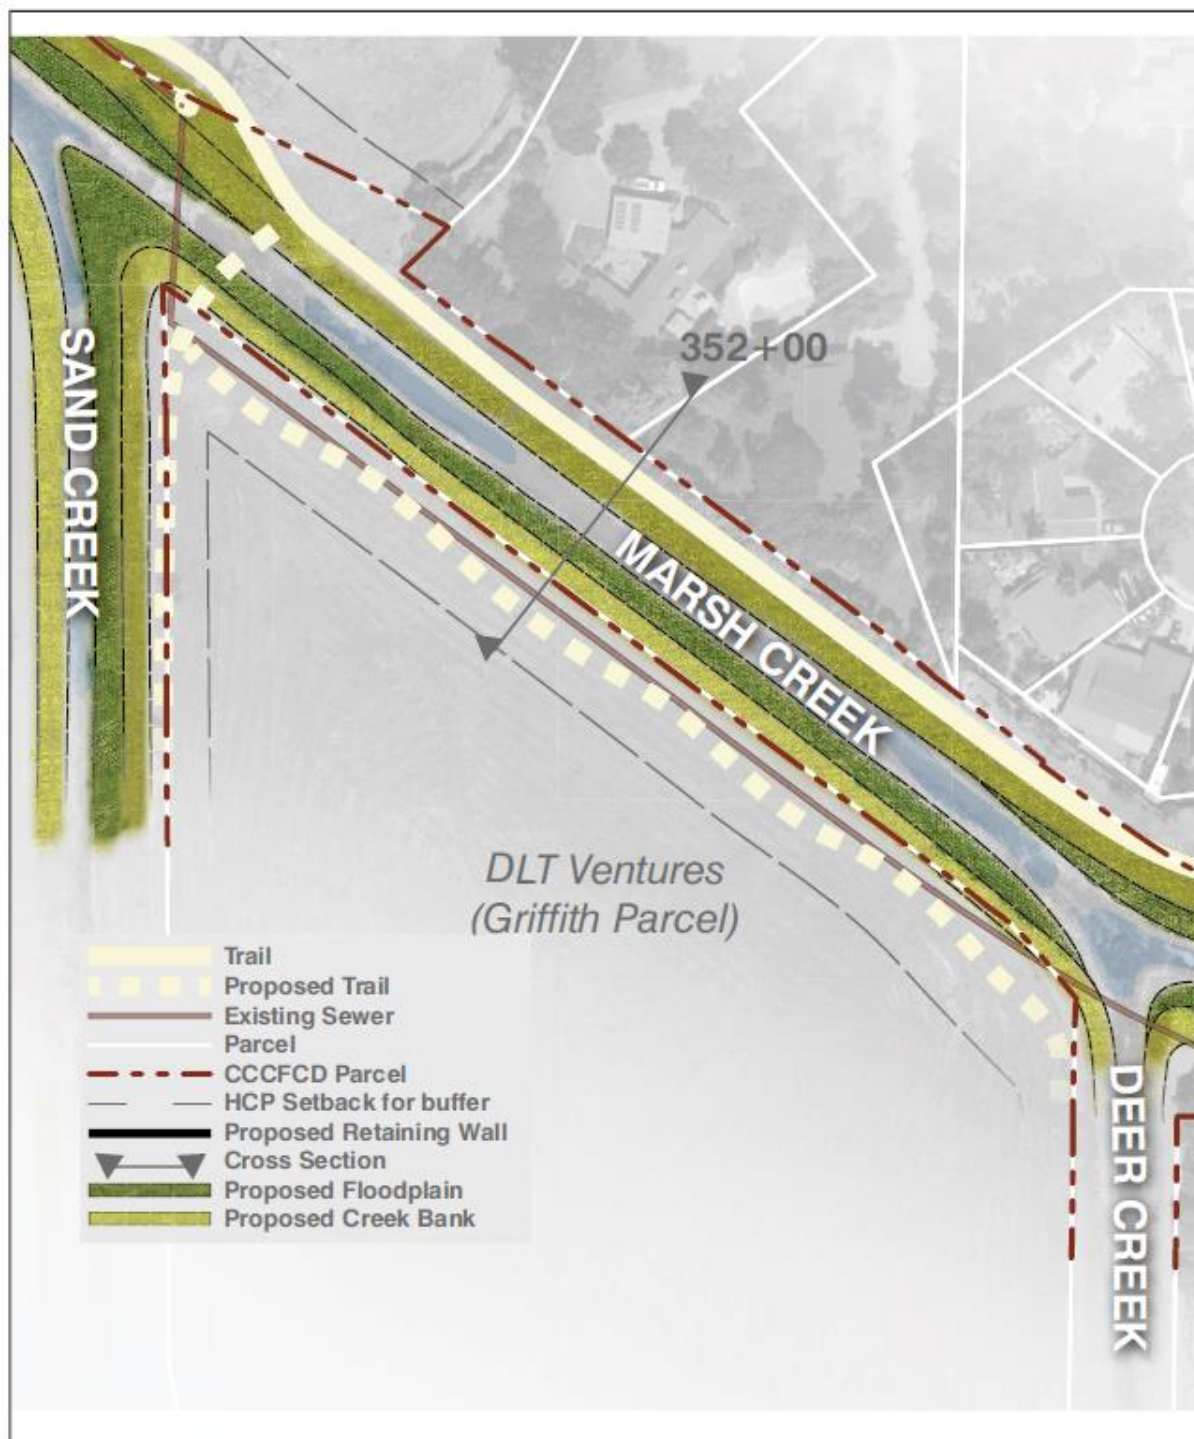 352+00
SAND CREEK
MARSH CREEK
DLT Ventures
(Griffith Parcel)
Trail
Proposed Trail
Existing Sewer
Parcel
CCCFCD Parcel
HCP Setback for buffer
Proposed Retaining Wall
Cross Section
Proposed Floodplain
Proposed Creek Bank
DEER CREEK